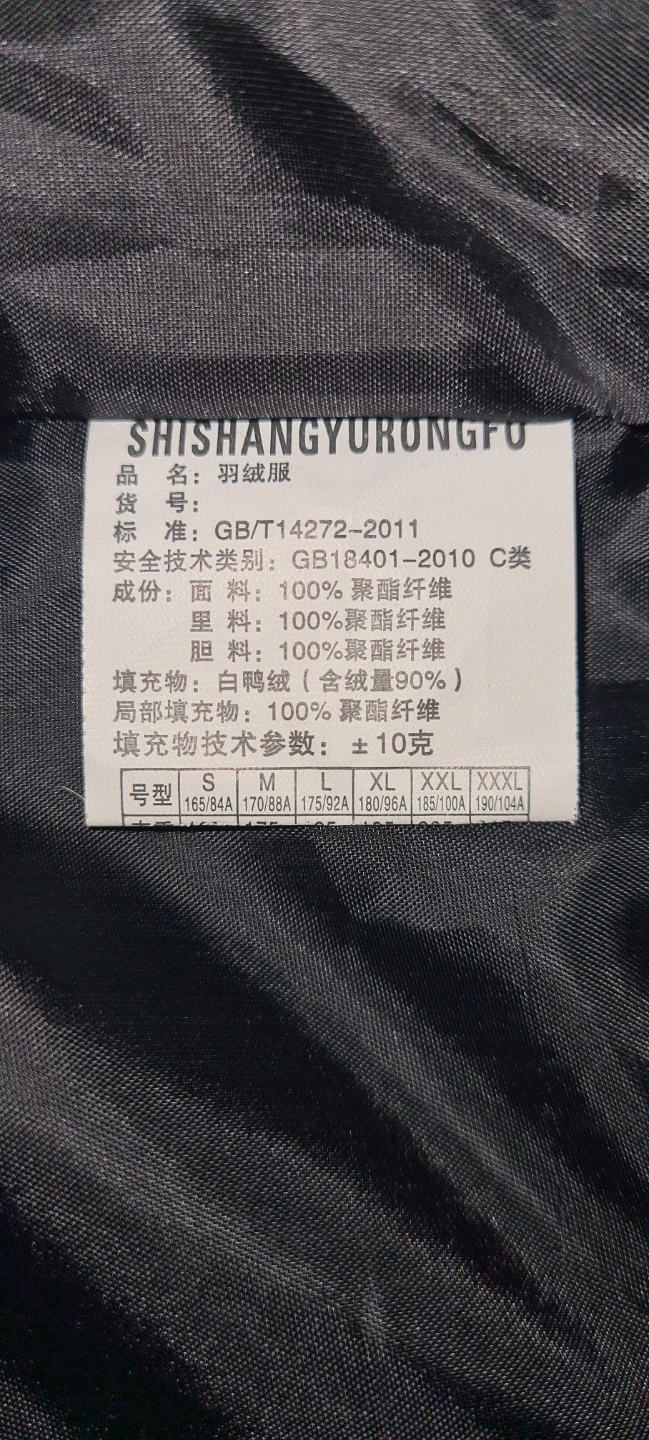 SHISHANGYURONGFU
品 名：羽绒服
货 号：
标 准：GB/T14272-2011
安全技术类别：GB18401-2010 C类
成份：面 料：100% 聚酯纤维
里 料：100%聚酯纤维
胆 料：100%聚酯纤维
填充物：白鸭绒（含绒量90%）
局部填充物：100% 聚酯纤维
填充物技术参数：±10克
号型 S M L XL XXL XXXL
165/84A 170/88A 175/92A 180/96A 185/100A 190/104A